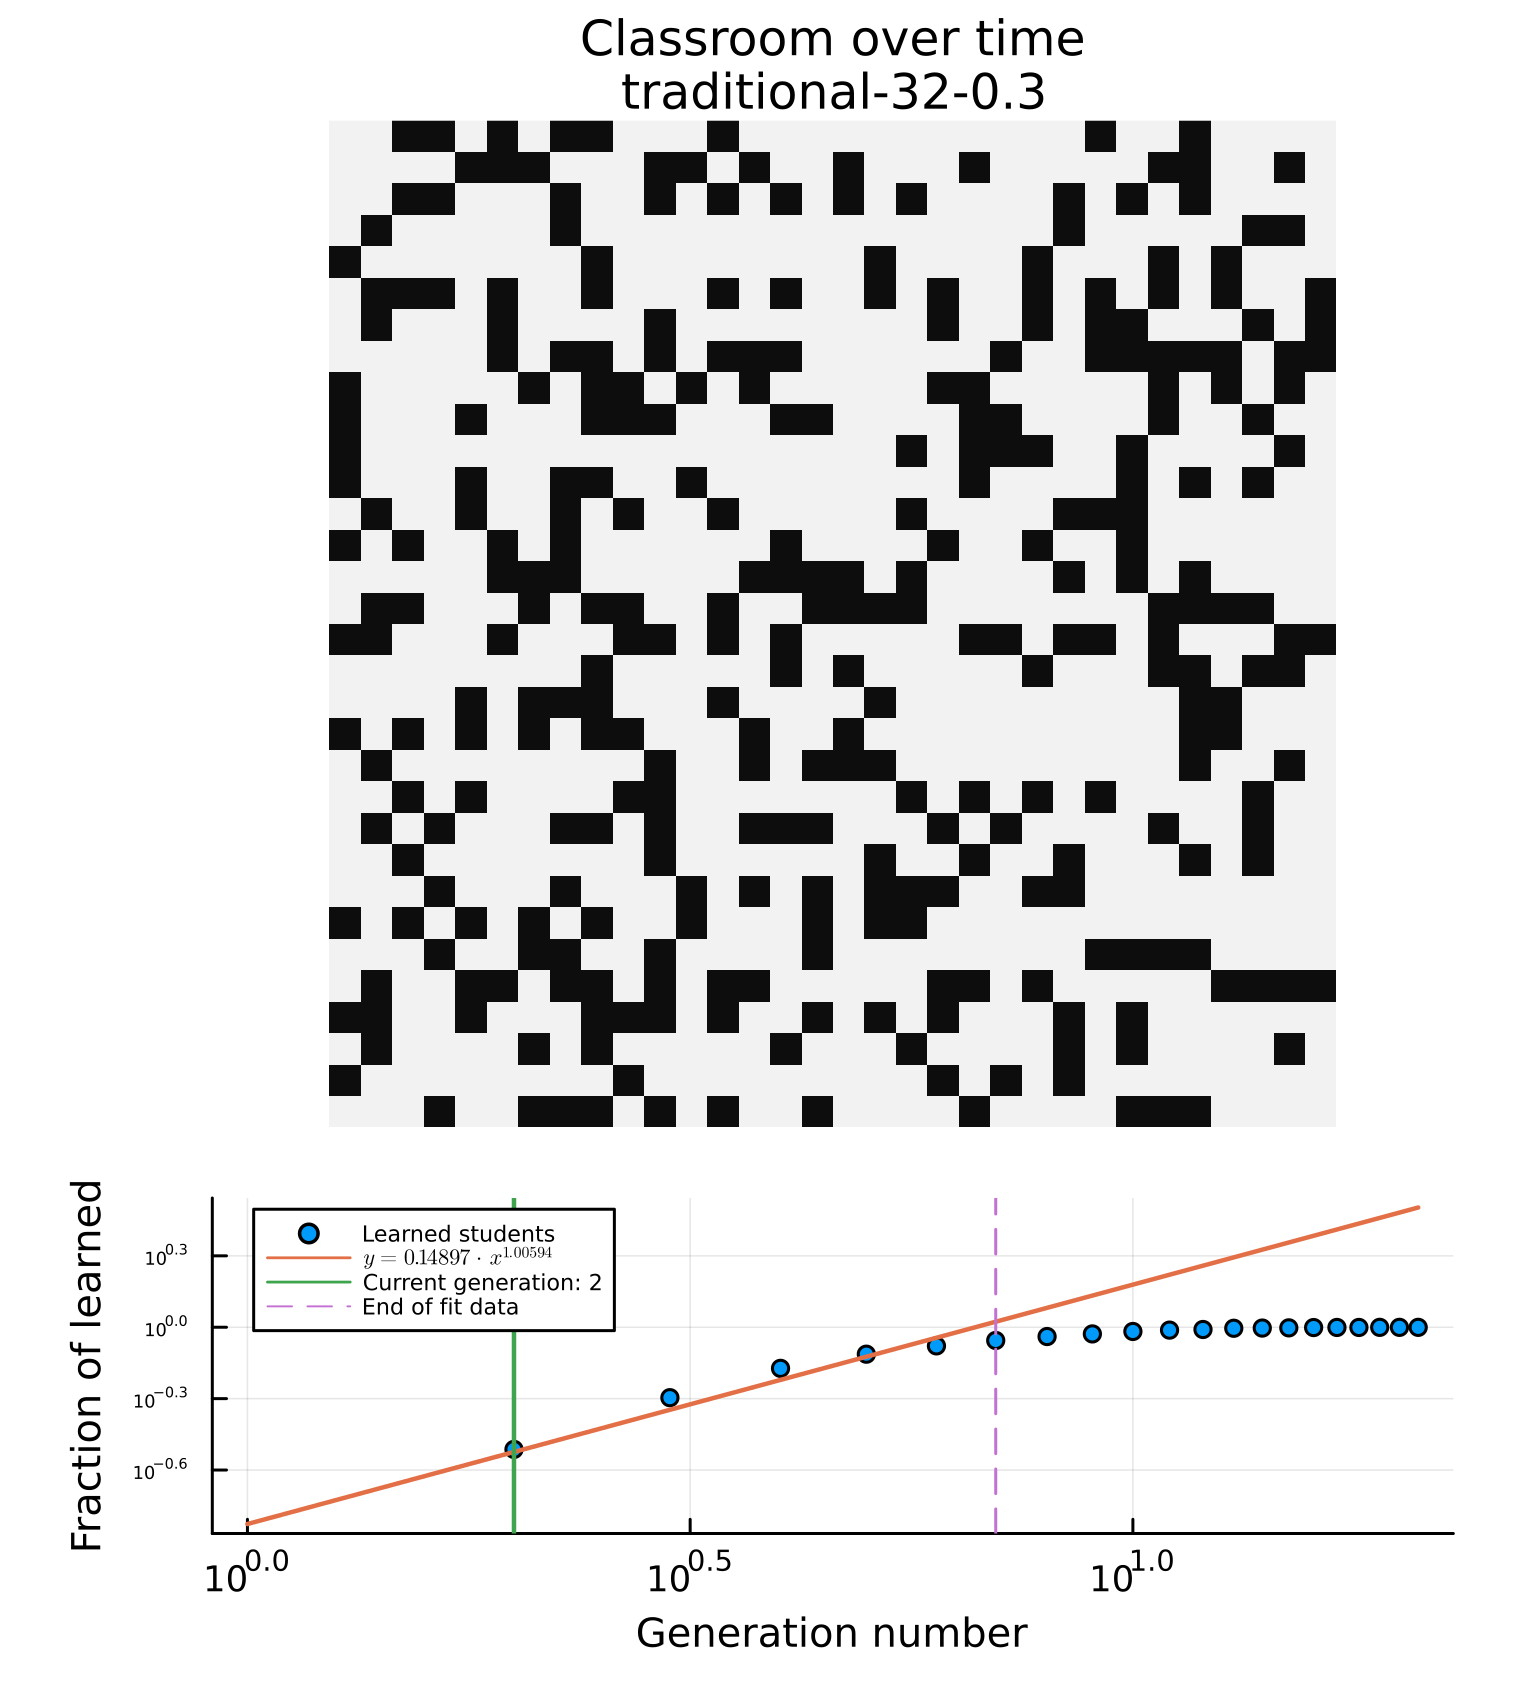 Classroom over time
traditional-32-0.3
Fraction of learned
10^0.3
10^0.0
10^−0.3
10^−0.6
Learned students
y = 0.14897 · x^1.00594
Current generation: 2
End of fit data
10^0.0 10^0.5 10^1.0
Generation number